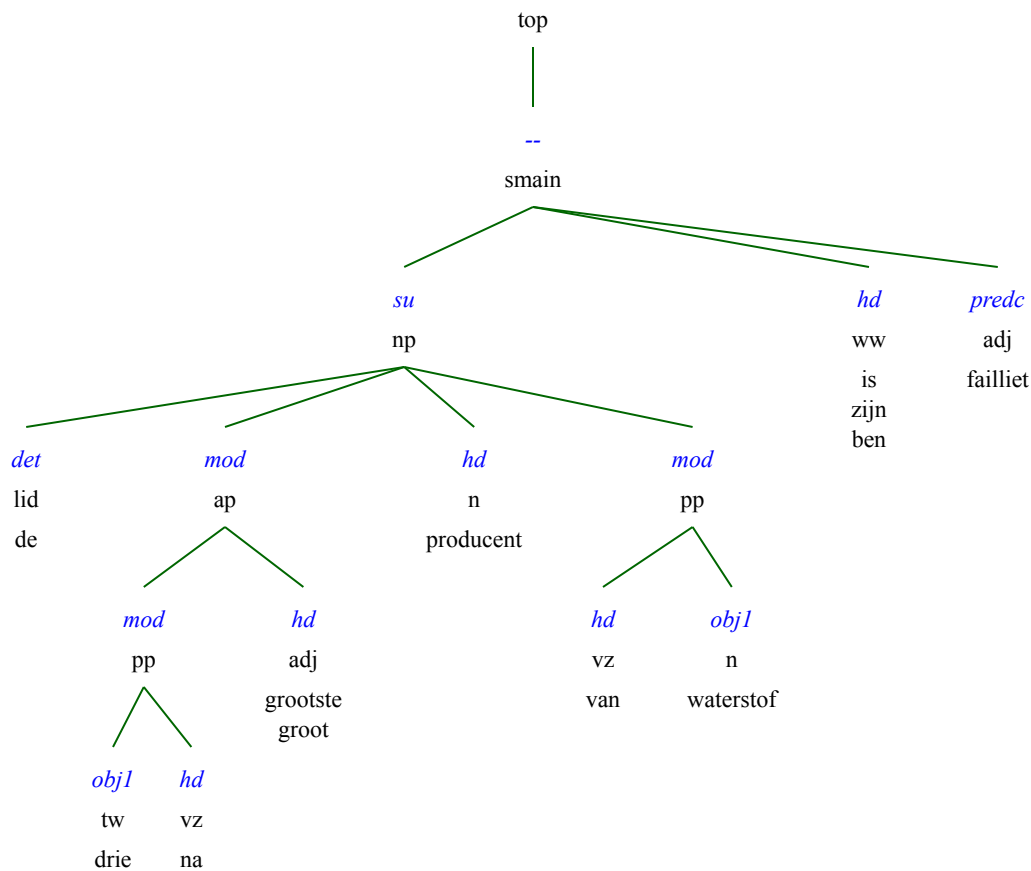 top
--
smain
su hd predc
np ww adj
is failliet
zijn
ben
det mod hd mod
lid ap n pp
de producent
mod hd hd obj1
pp adj vz n
grootste van waterstof
groot
obj1 hd
tw vz
drie na